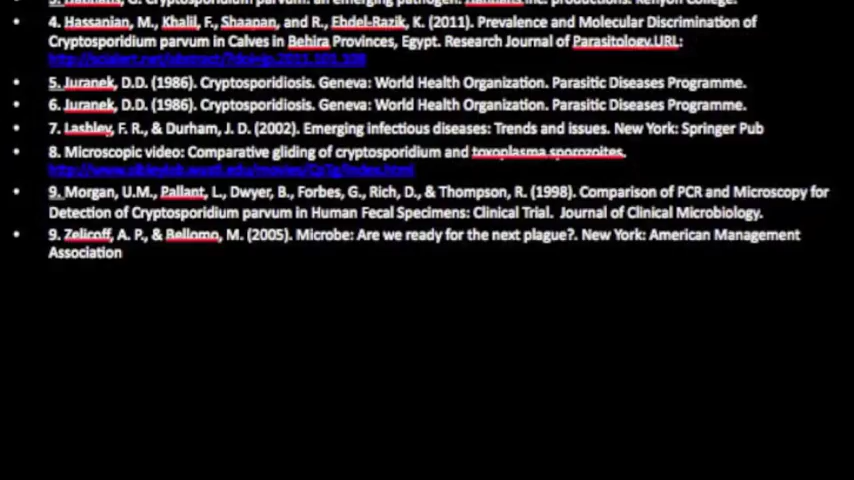 4. Hassanian, M., Khalil, F., Shaapan, and R., Ebdel-Razik, K. (2011). Prevalence and Molecular Discrimination of
Cryptosporidium parvum in Calves in Behira Provinces, Egypt. Research Journal of Parasitology.URL:
5. Juranek, D.D. (1986). Cryptosporidiosis. Geneva: World Health Organization. Parasitic Diseases Programme.
6. Juranek, D.D. (1986). Cryptosporidiosis. Geneva: World Health Organization. Parasitic Diseases Programme.
7. Lashley, F. R., & Durham, J. D. (2002). Emerging infectious diseases: Trends and issues. New York: Springer Pub
8. Microscopic video: Comparative gliding of cryptosporidium and toxoplasma sporozoites.
9.Morgan, U.M., Pallant, L., Dwyer, B., Forbes, G., Rich, D., & Thompson, R. (1998). Comparison of PCR and Microscopy for
Detection of Cryptosporidium parvum in Human Fecal Specimens: Clinical Trial. Journal of Clinical Microbiology.
9. Zelicoff, A. P., & Bellomo, M. (2005). Microbe: Are we ready for the next plague?. New York: American Management
Association